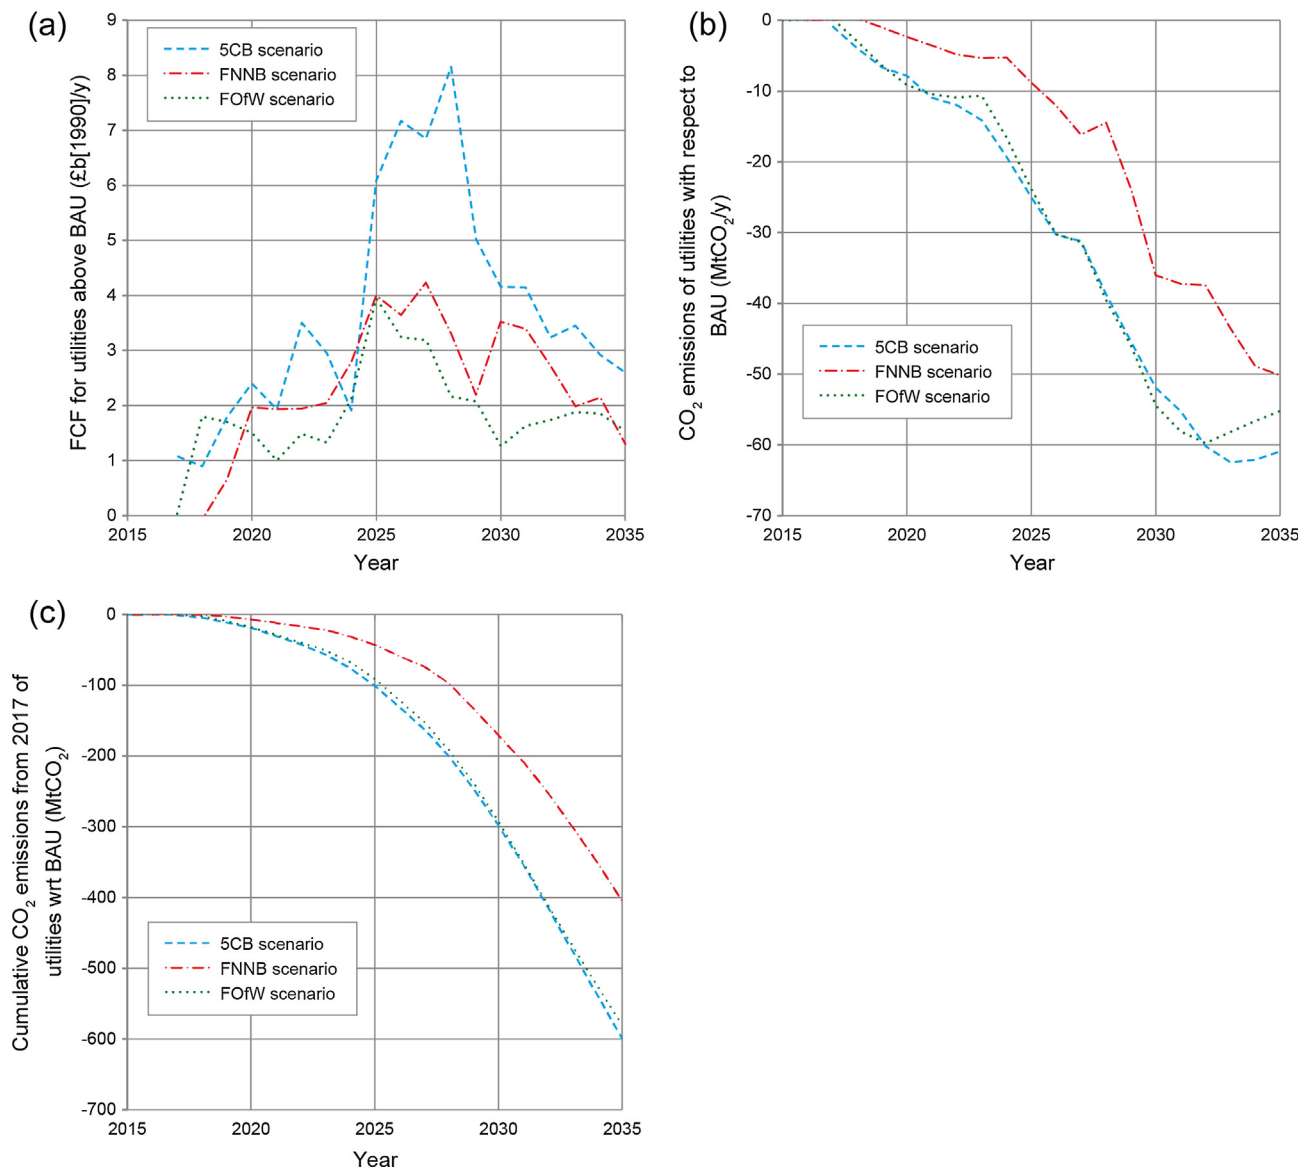 (a)
FCF for utilities above BAU (£b[1990]/y)
9
8
7
6
5
4
3
2
1
0
5CB scenario
FNNB scenario
FOfW scenario
2015
2020
2025
2030
2035
Year
(b)
CO2 emissions of utilities with respect to
BAU (MtCO2/y)
0
-10
-20
-30
-40
-50
-60
-70
5CB scenario
FNNB scenario
FOfW scenario
2015
2020
2025
2030
2035
Year
(c)
Cumulative CO2 emissions from 2017 of
utilities wrt BAU (MtCO2)
0
-100
-200
-300
-400
-500
-600
-700
5CB scenario
FNNB scenario
FOfW scenario
2015
2020
2025
2030
2035
Year